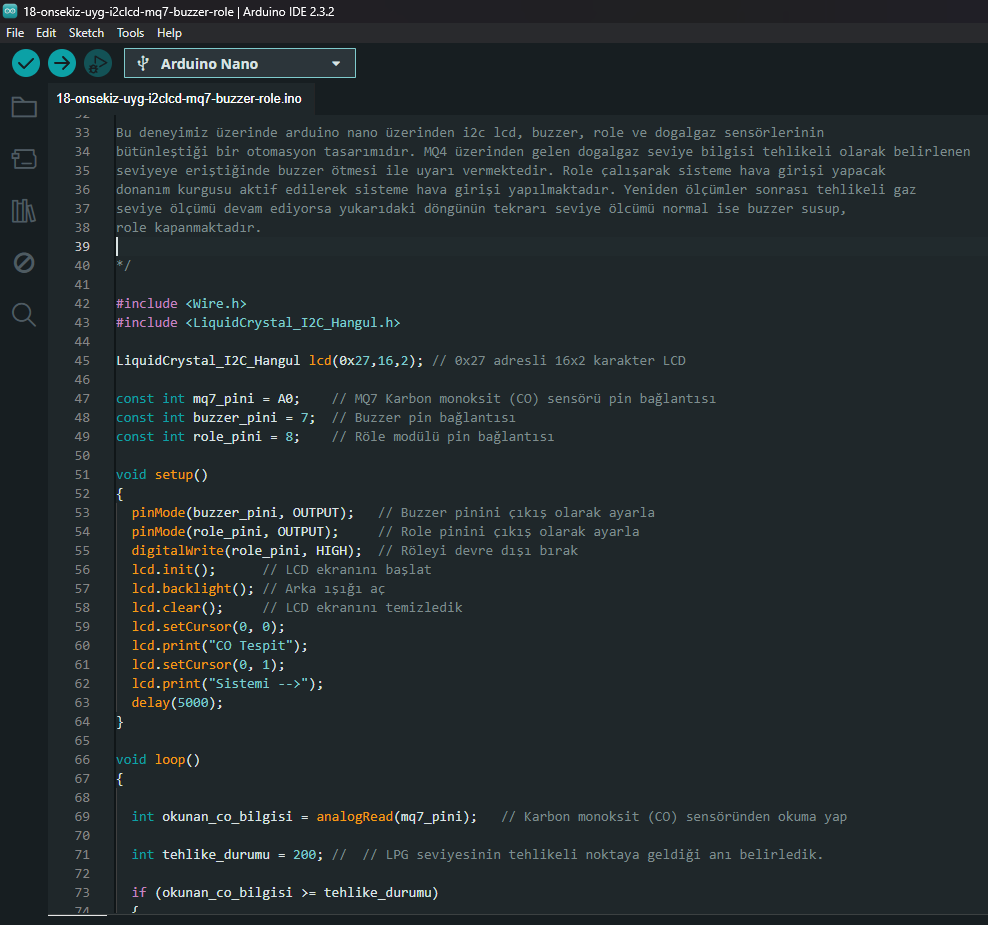 18-onsekiz-uyg-i2clcd-mq7-buzzer-role | Arduino IDE 2.3.2
File Edit Sketch Tools Help
Arduino Nano
18-onsekiz-uyg-i2clcd-mq7-buzzer-role.ino
32
33 Bu deneyimiz üzerinde arduino nano üzerinden i2c lcd, buzzer, role ve dogalgaz sensörlerinin
34 bütünleştiği bir otomasyon tasarımıdır. MQ4 üzerinden gelen dogalgaz seviye bilgisi tehlikeli olarak belirlenen
35 seviyeye eriştiğinde buzzer ötmesi ile uyarı vermektedir. Role çalışarak sisteme hava girişi yapacak
36 donanım kurgusu aktif edilerek sisteme hava girişi yapılmaktadır. Yeniden ölçümler sonrası tehlikeli gaz
37 seviye ölçümü devam ediyorsa yukarıdaki döngünün tekrarı seviye ölcümü normal ise buzzer susup,
38 role kapanmaktadır.
39
40 */
41
42 #include <Wire.h>
43 #include <LiquidCrystal_I2C_Hangul.h>
44
45 LiquidCrystal_I2C_Hangul lcd(0x27,16,2); // 0x27 adresli 16x2 karakter LCD
46
47 const int mq7_pini = A0;    // MQ7 Karbon monoksit (CO) sensörü pin bağlantısı
48 const int buzzer_pini = 7;  // Buzzer pin bağlantısı
49 const int role_pini = 8;    // Röle modülü pin bağlantısı
50
51 void setup()
52 {
53   pinMode(buzzer_pini, OUTPUT);   // Buzzer pinini çıkış olarak ayarla
54   pinMode(role_pini, OUTPUT);     // Role pinini çıkış olarak ayarla
55   digitalWrite(role_pini, HIGH);  // Röleyi devre dışı bırak
56   lcd.init();      // LCD ekranını başlat
57   lcd.backlight(); // Arka ışığı aç
58   lcd.clear();     // LCD ekranını temizledik
59   lcd.setCursor(0, 0);
60   lcd.print("CO Tespit");
61   lcd.setCursor(0, 1);
62   lcd.print("Sistemi -->");
63   delay(5000);
64 }
65
66 void loop()
67 {
68
69   int okunan_co_bilgisi = analogRead(mq7_pini);   // Karbon monoksit (CO) sensöründen okuma yap
70
71   int tehlike_durumu = 200; //  // LPG seviyesinin tehlikeli noktaya geldiği anı belirledik.
72
73   if (okunan_co_bilgisi >= tehlike_durumu)
74   {